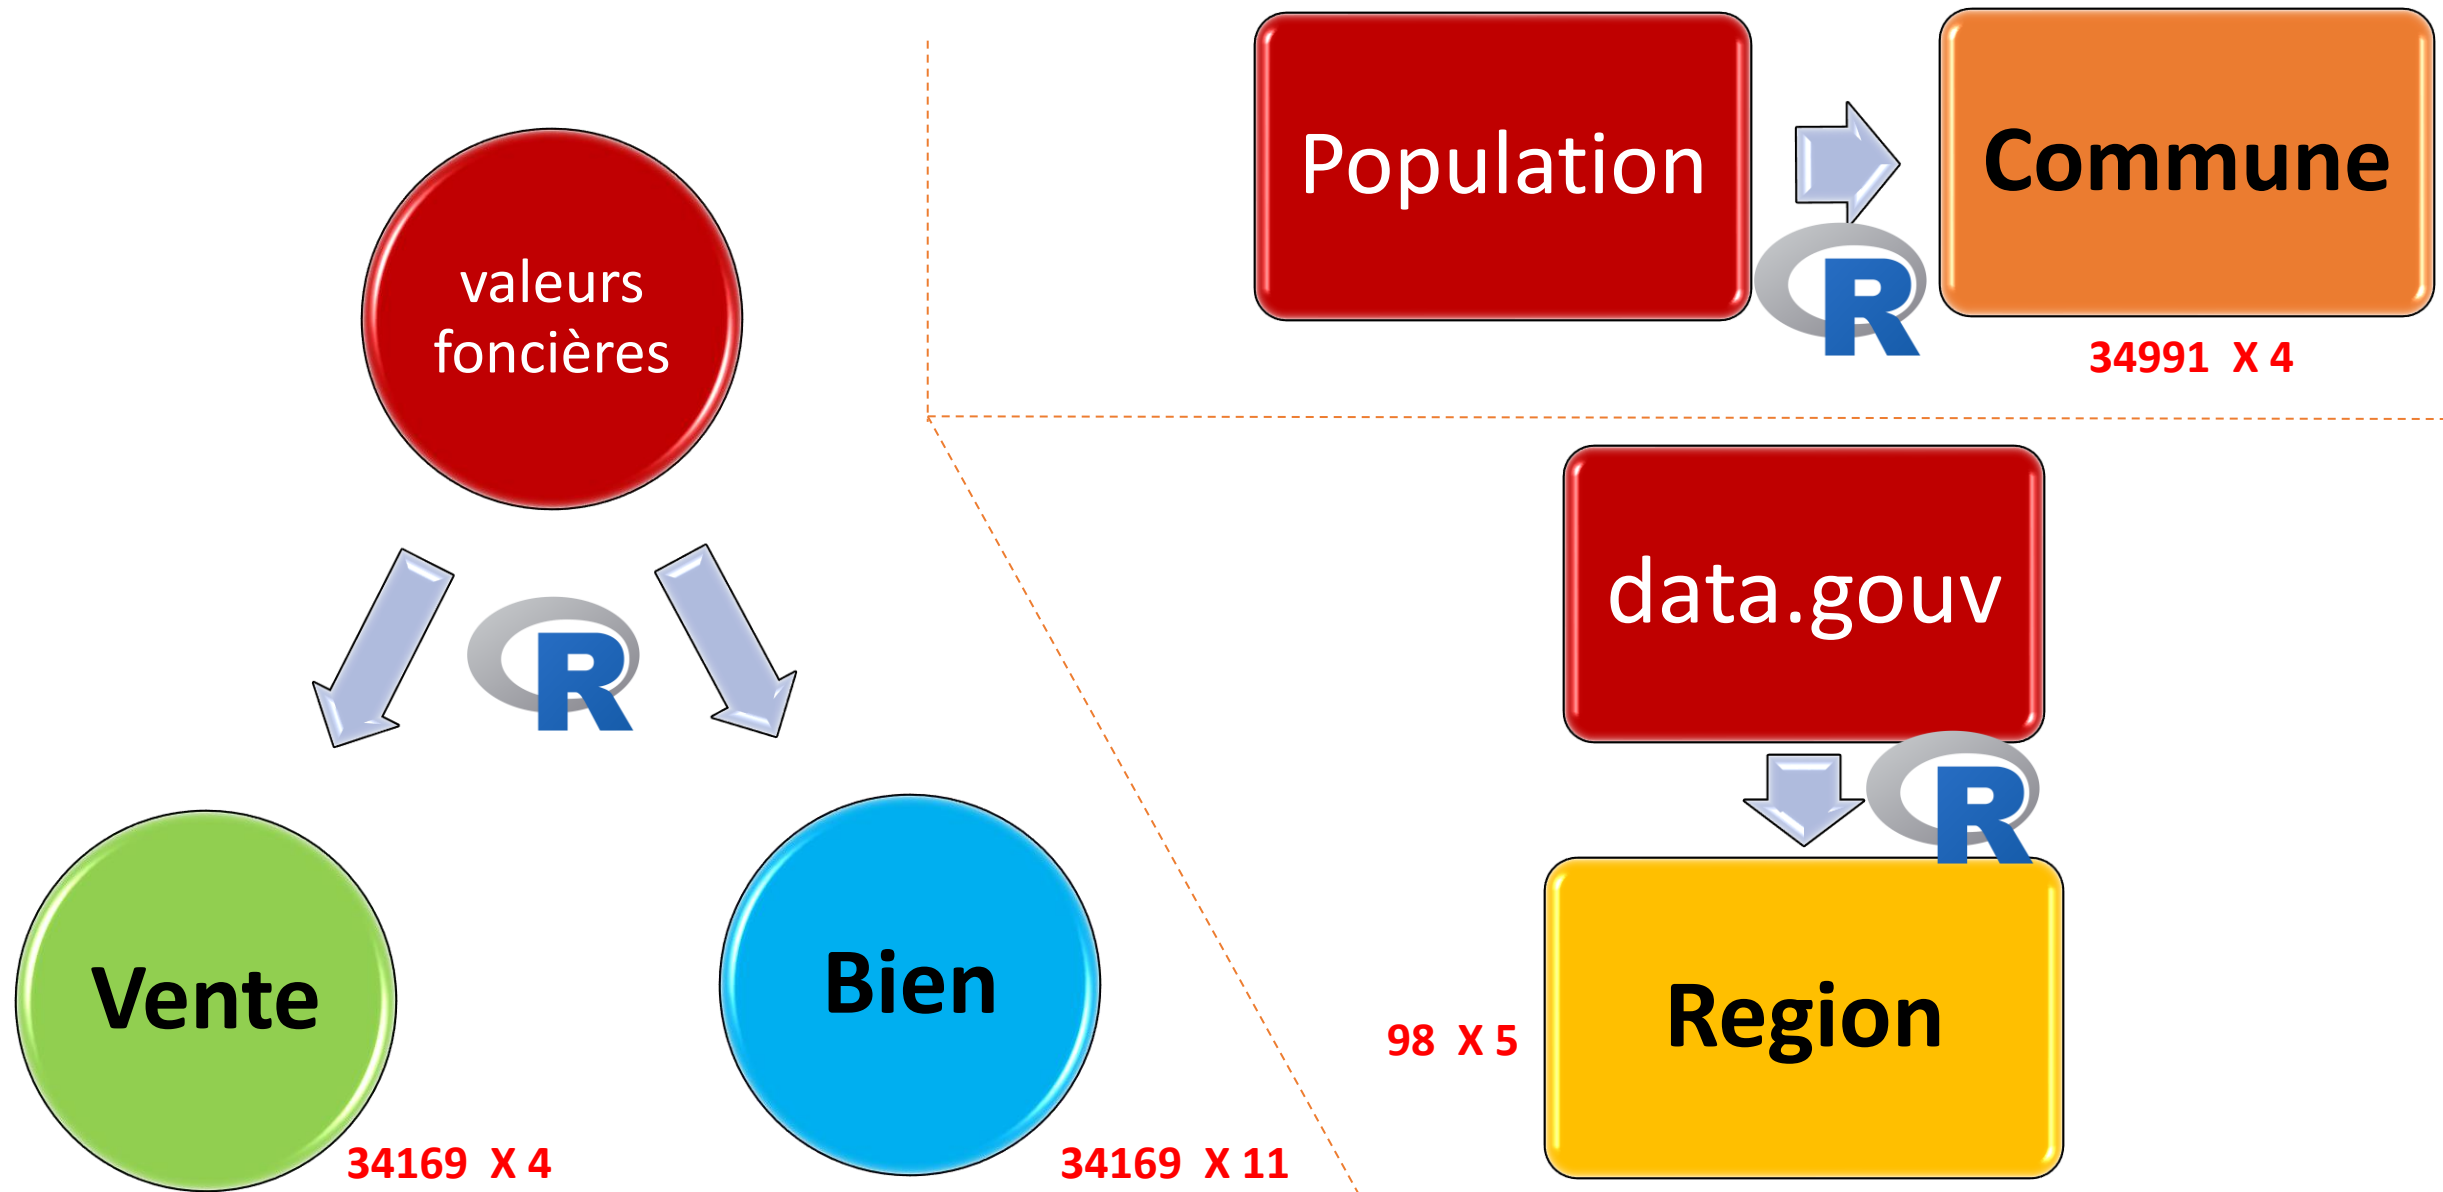 valeurs
foncières
R
Vente
34169 X 4
Bien
34169 X 11
Population
R
Commune
34991 X 4
data.gouv
R
Region
98 X 5